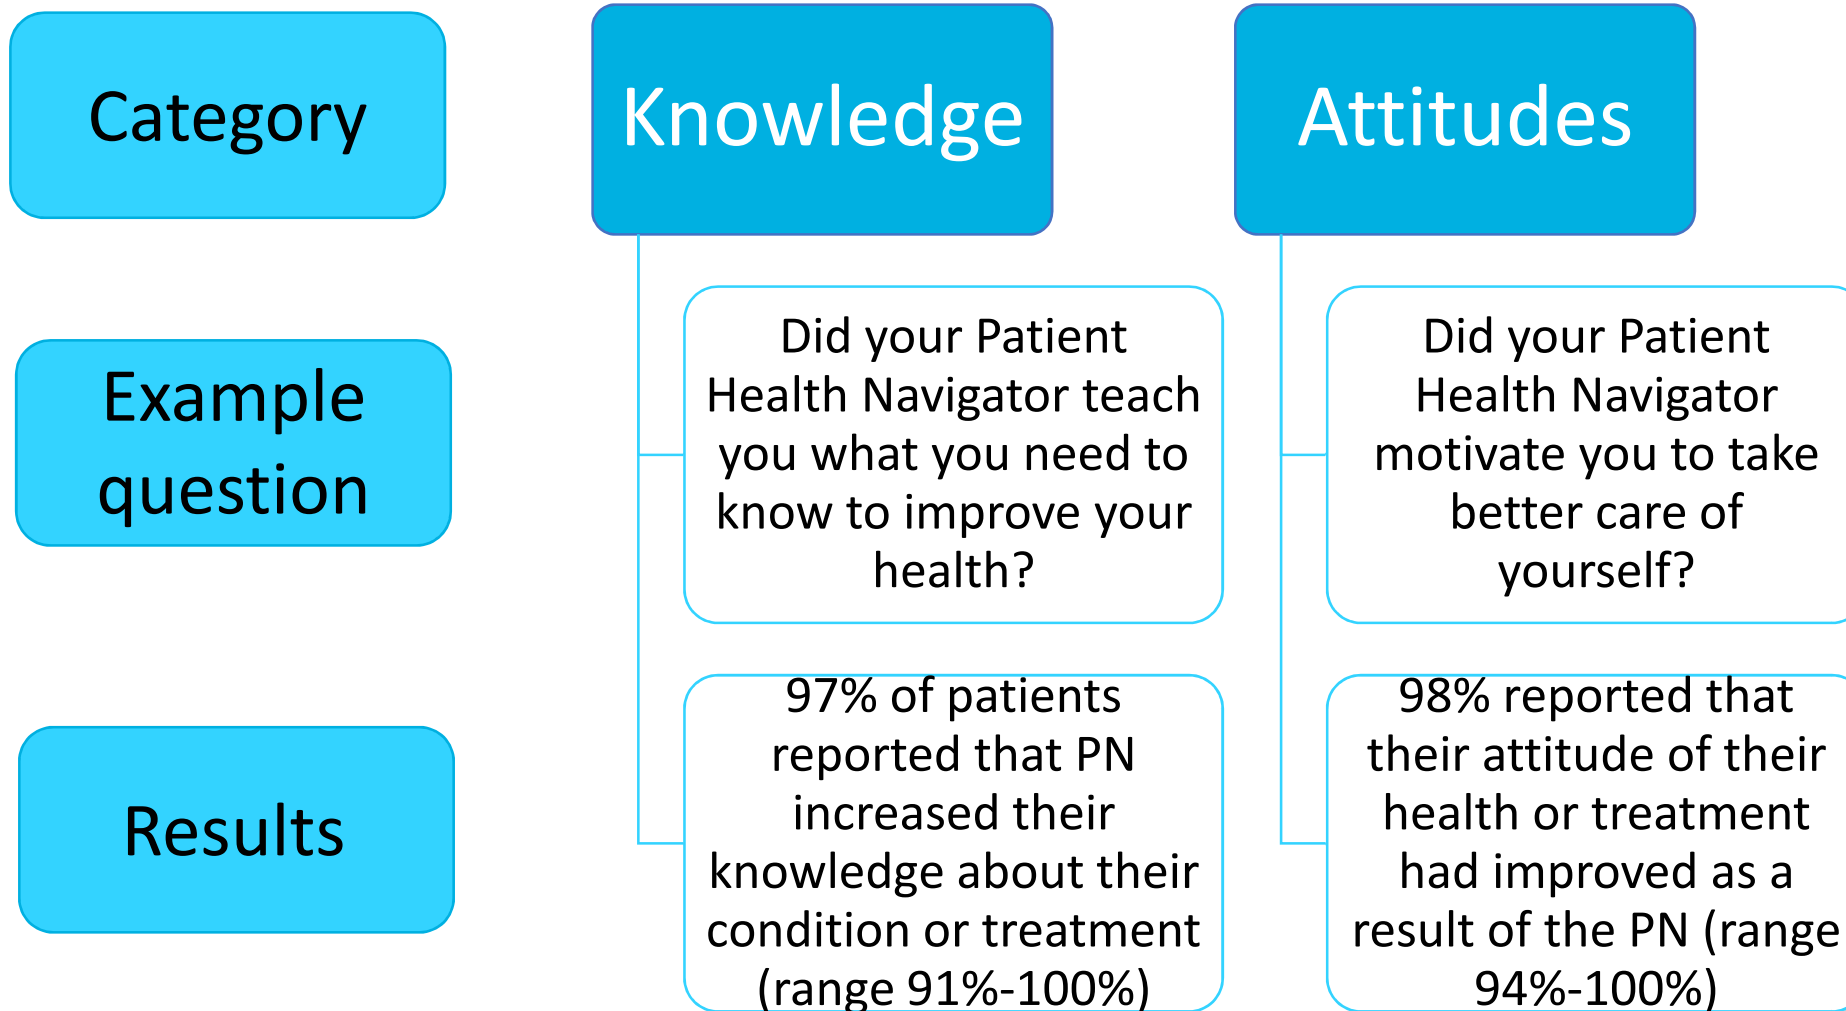 Category
Knowledge
Attitudes
Example
question
Did your Patient
Health Navigator teach
you what you need to
know to improve your
health?
Did your Patient
Health Navigator
motivate you to take
better care of
yourself?
Results
97% of patients
reported that PN
increased their
knowledge about their
condition or treatment
(range 91%-100%)
98% reported that
their attitude of their
health or treatment
had improved as a
result of the PN (range
94%-100%)